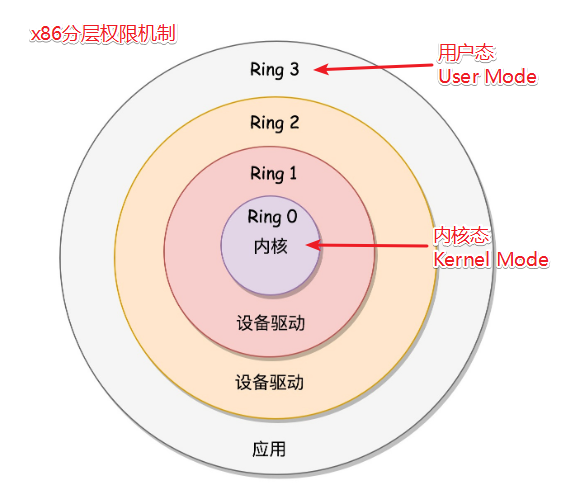 x86分层权限机制
Ring 3
用户态
User Mode
Ring 2
Ring 1
Ring 0
内核
内核态
Kernel Mode
设备驱动
设备驱动
应用